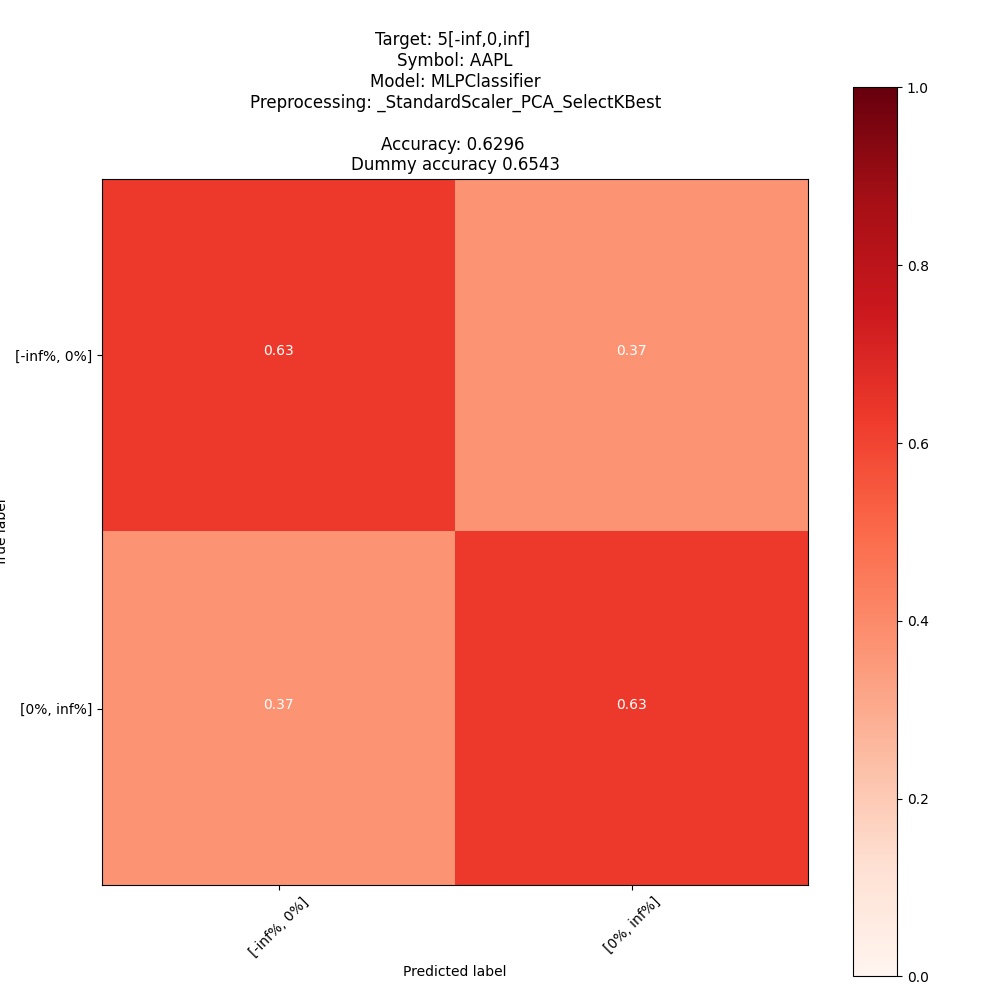 Target: 5[-inf,0,inf]
Symbol: AAPL
Model: MLPClassifier
Preprocessing: _StandardScaler_PCA_SelectKBest
Accuracy: 0.6296
Dummy accuracy 0.6543
1.0
0.8
0.6
0.4
0.2
0.0
[-inf%, 0%]
0.63
0.37
True label
[0%, inf%]
0.37
0.63
[-inf%, 0%]
[0%, inf%]
Predicted label